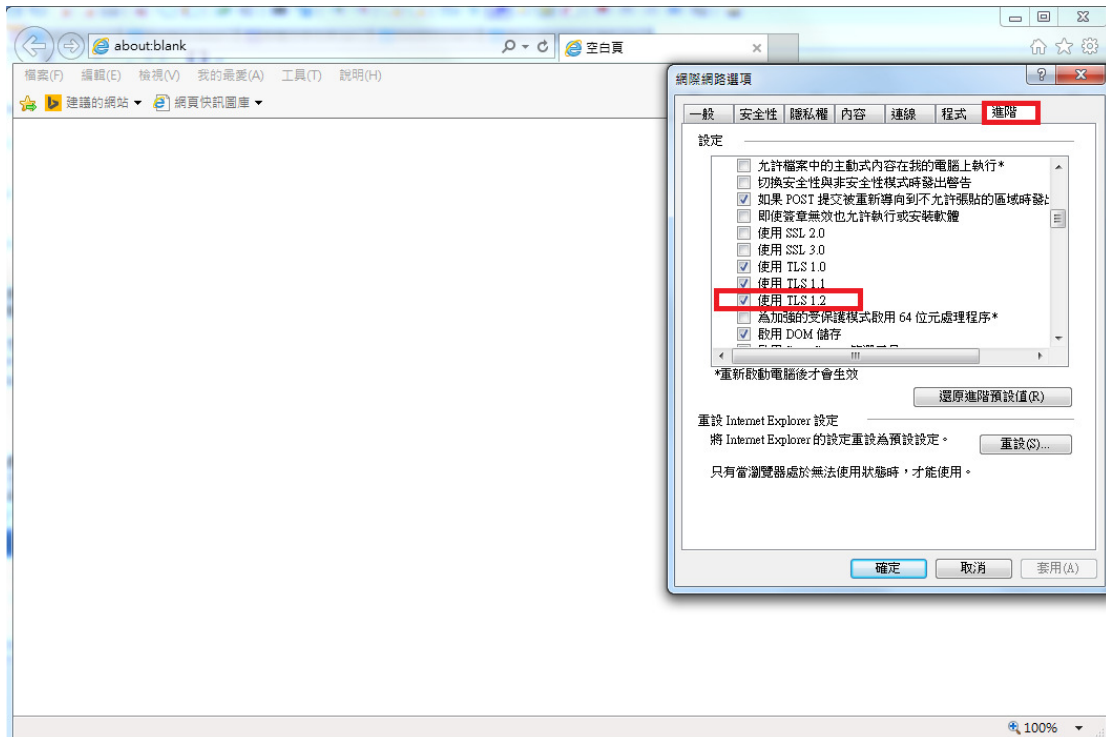 about:blank
空白頁
檔案(F) 編輯(E) 檢視(V) 我的最愛(A) 工具(T) 說明(H)
建議的網站 網頁快訊圖庫
網際網路選項
一般 安全性 隱私權 內容 連線 程式 進階
設定
允許檔案中的主動式內容在我的電腦上執行*
切換安全性與非安全性模式時發出警告
如果 POST 提交被重新導向到不允許張貼的區域時發
即使簽章無效也允許執行或安裝軟體
使用 SSL 2.0
使用 SSL 3.0
使用 TLS 1.0
使用 TLS 1.1
使用 TLS 1.2
為加強的受保護模式啟用 64 位元處理程序*
啟用 DOM 儲存
*重新啟動電腦後才會生效
還原進階預設值(R)
重設 Internet Explorer 設定
將 Internet Explorer 的設定重設為預設設定。
重設(S)...
只有當瀏覽器處於無法使用狀態時，才能使用。
確定 取消 套用(A)
100%